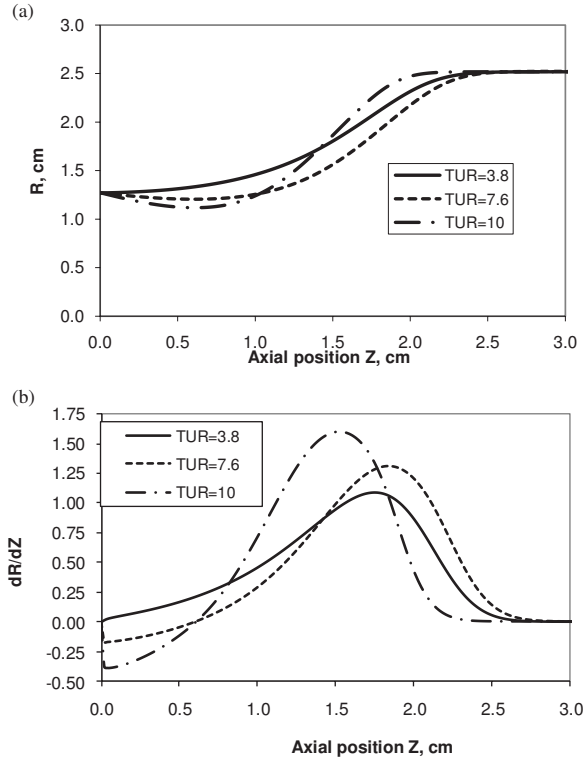 (a)
3.0
2.5
2.0
1.5
1.0
0.5
0.0
R, cm
TUR=3.8
TUR=7.6
TUR=10
0.0 0.5 1.0 1.5 2.0 2.5 3.0
Axial position Z, cm
(b)
1.75
1.50
1.25
1.00
0.75
0.50
0.25
0.00
-0.25
-0.50
dR/dZ
TUR=3.8
TUR=7.6
TUR=10
0.0 0.5 1.0 1.5 2.0 2.5 3.0
Axial position Z, cm